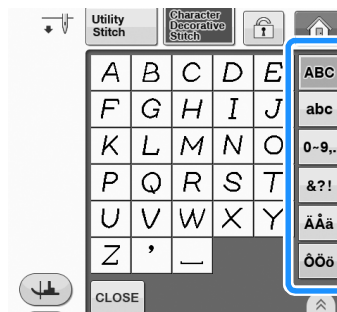 Utility Stitch
Character Decorative Stitch
A B C D E
ABC
F G H I J
abc
K L M N O
0~9,.
P Q R S T
&?!
U V W X Y
ÄÅä
Z ’ _
ÔÖö
CLOSE